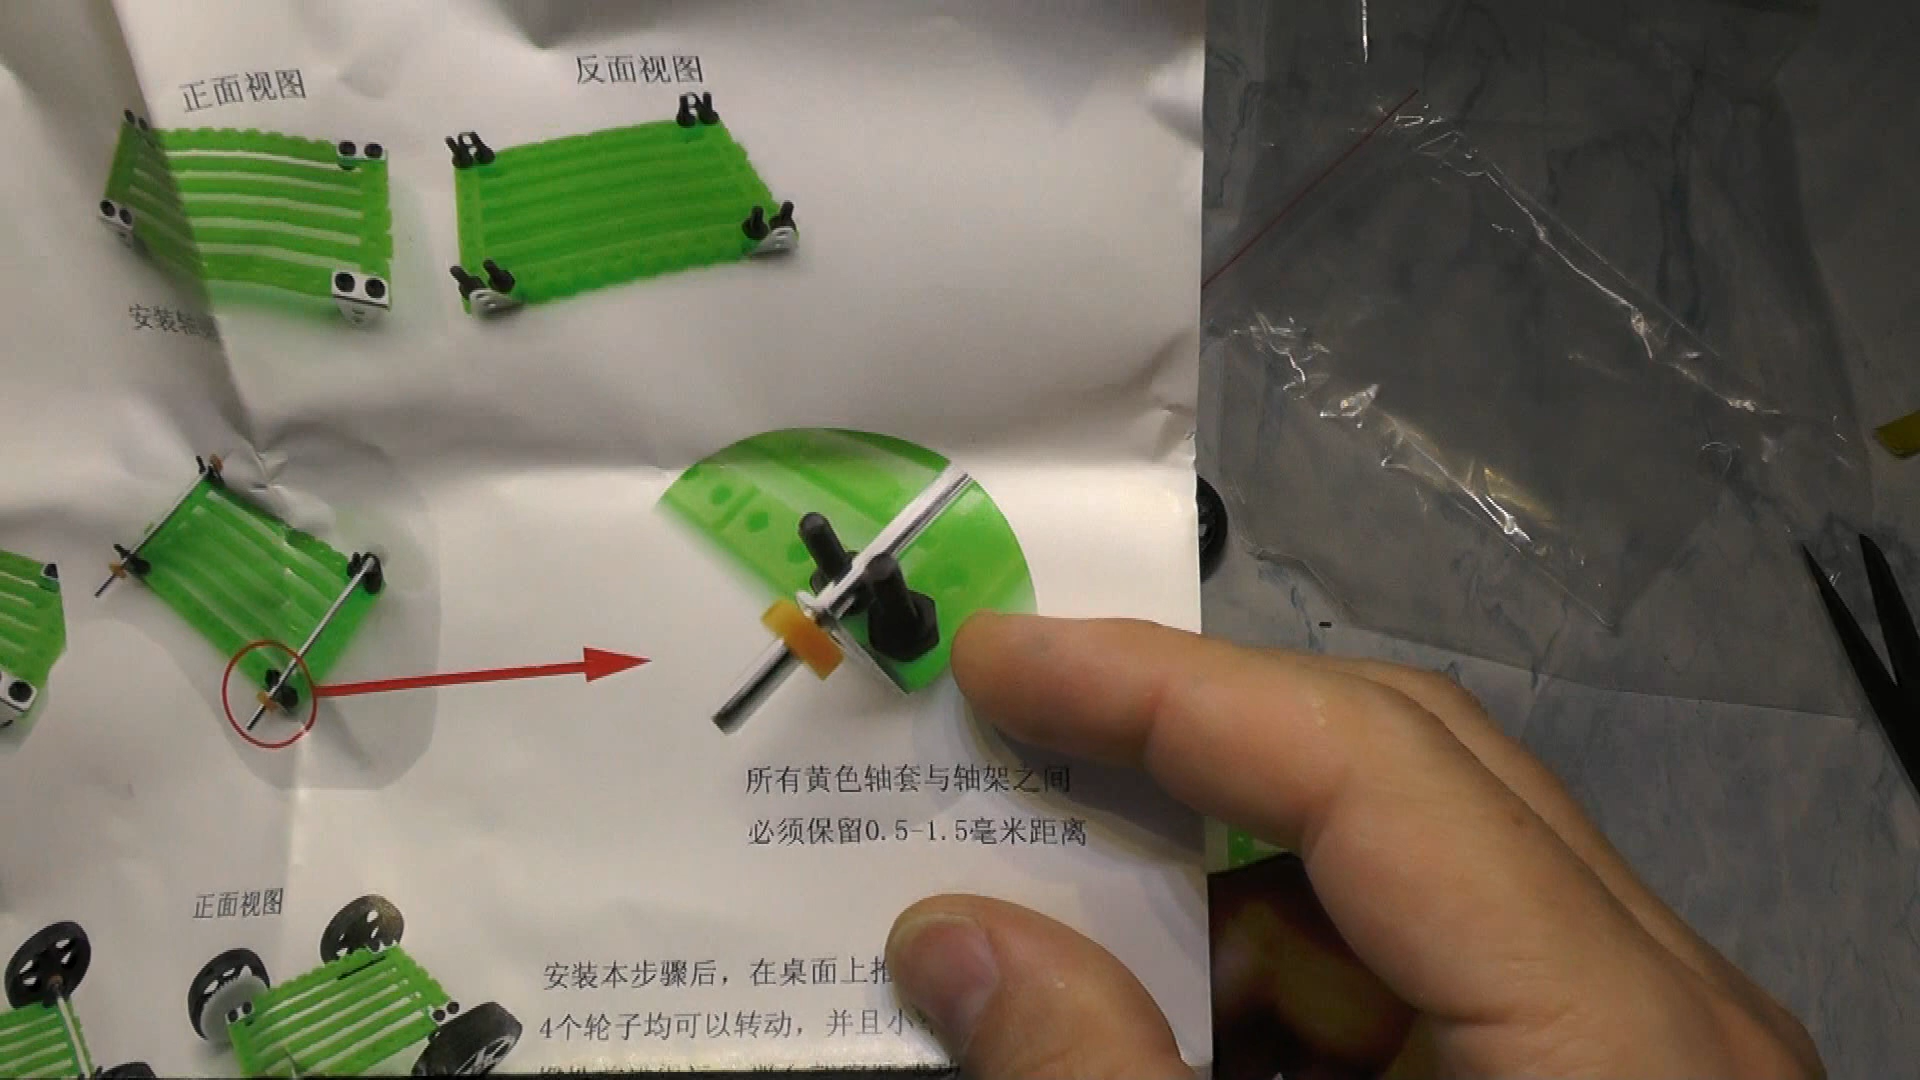 正面视图
反面视图
安装轴
所有黄色轴套与轴架之间
必须保留0.5-1.5毫米距离
正面视图
安装本步骤后，在桌面上推
4个轮子均可以转动，并且小